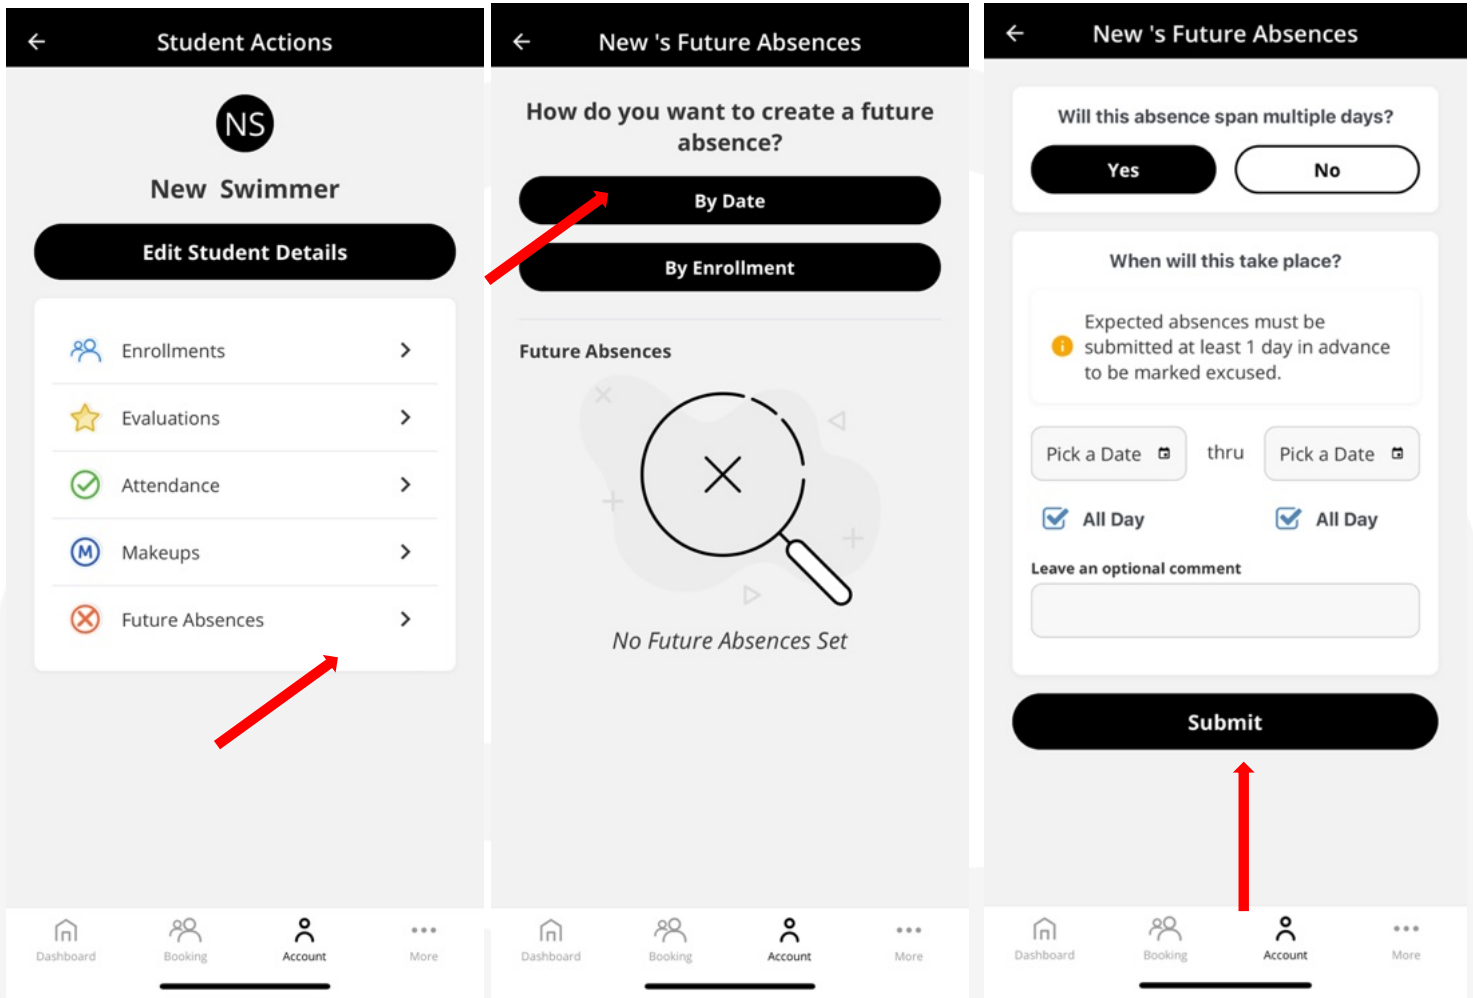 Student Actions
NS
New Swimmer
Edit Student Details
Enrollments
Evaluations
Attendance
M
Makeups
Future Absences
Dashboard
Booking
Account
More
New 's Future Absences
How do you want to create a future
absence?
By Date
By Enrollment
Future Absences
No Future Absences Set
Dashboard
Booking
Account
More
New 's Future Absences
Will this absence span multiple days?
Yes
No
When will this take place?
Expected absences must be
submitted at least 1 day in advance
to be marked excused.
Pick a Date thru Pick a Date
All Day
All Day
Leave an optional comment
Submit
Dashboard
Booking
Account
More